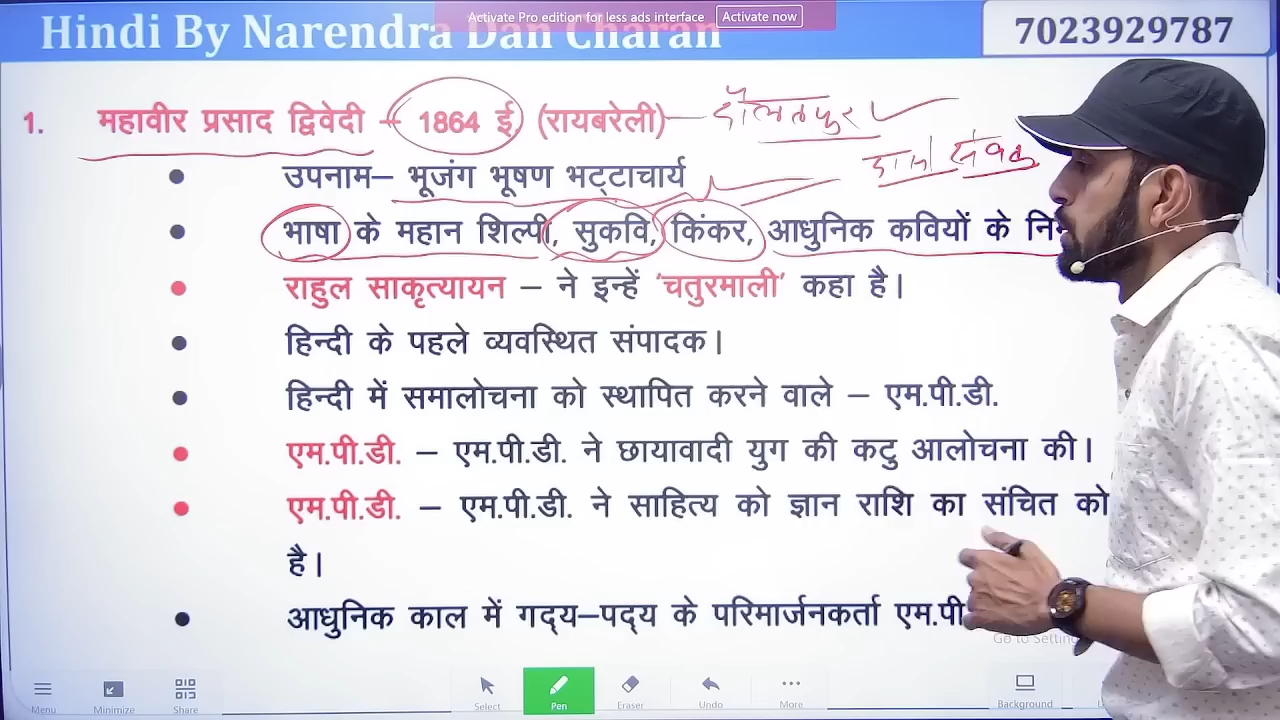 Activate Pro edition for less ads interface Activate now
Hindi By Narendra Dan Charan 7023929787
1. महावीर प्रसाद द्विवेदी – 1864 ई. (रायबरेली) दौलतपुर
• उपनाम– भूजंग भूषण भट्टाचार्य
• भाषा के महान शिल्पी, सुकवि, किंकर, आधुनिक कवियों के
• राहुल साकृत्यायन – ने इन्हें 'चतुरमाली' कहा है।
• हिन्दी के पहले व्यवस्थित संपादक।
• हिन्दी में समालोचना को स्थापित करने वाले – एम.पी.डी.
• एम.पी.डी. – एम.पी.डी. ने छायावादी युग की कटु आलोचना की।
• एम.पी.डी. – एम.पी.डी. ने साहित्य को ज्ञान राशि का संचित
है।
• आधुनिक काल में गद्य–पद्य के परिमार्जनकर्ता एम.पी
Menu Minimize Share Select Pen Eraser Undo More Background